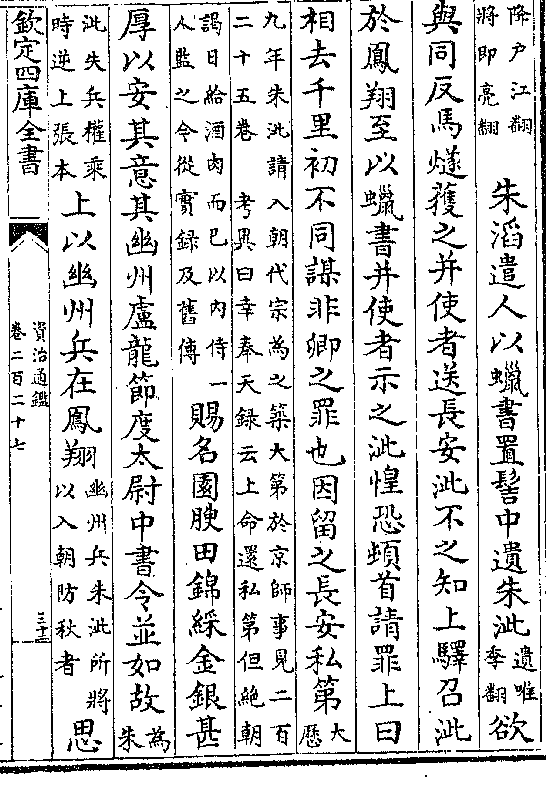 降户江翻
將即亮翻
朱滔遣人以蠟書置髻中遺朱泚
遺唯
季翻
欲
與同反馬燧獲之并使者送長安泚不之知上驛召泚
於鳳翔至以蠟書并使者示之泚惶恐頓首請罪上曰
相去千里初不同謀非卿之罪也因留之長安私第
大
歷
九年朱泚請入朝代宗為之築大第於京師事見二百
二十五卷 考異曰幸奉天録云上命還私第但絶朝
謁日給酒肉而已以内侍一
人監之今從實録及舊傳
賜名園腴田錦綵金銀甚
厚以安其意其幽州盧龍節度太尉中書令並如故
為
朱
泚失兵權乘
時逆上張本
上以幽州兵在鳳翔
幽州兵朱泚所將
以入朝防秋者
思
欽定四庫全書
資治通鑑
卷二百二十七